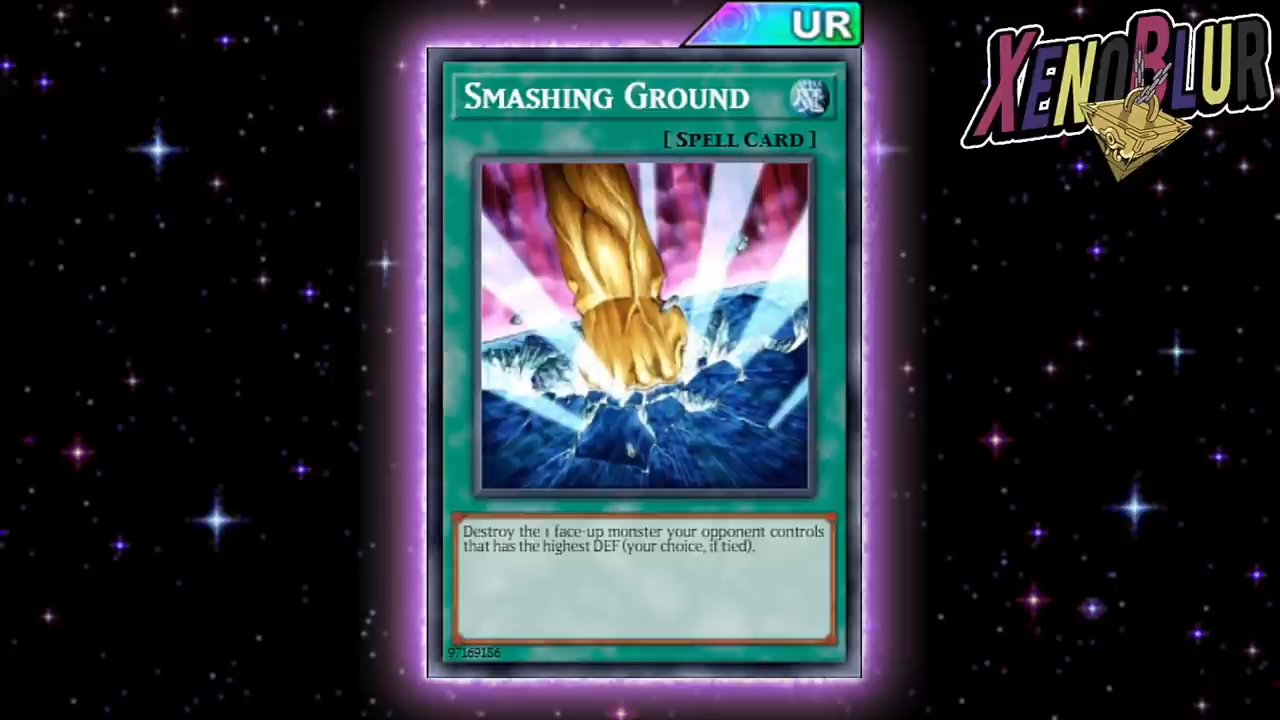 UR
XENOBLUR
SMASHING GROUND
[ SPELL CARD ]
Destroy the 1 face-up monster your opponent controls
that has the highest DEF (your choice, if tied).
97169186